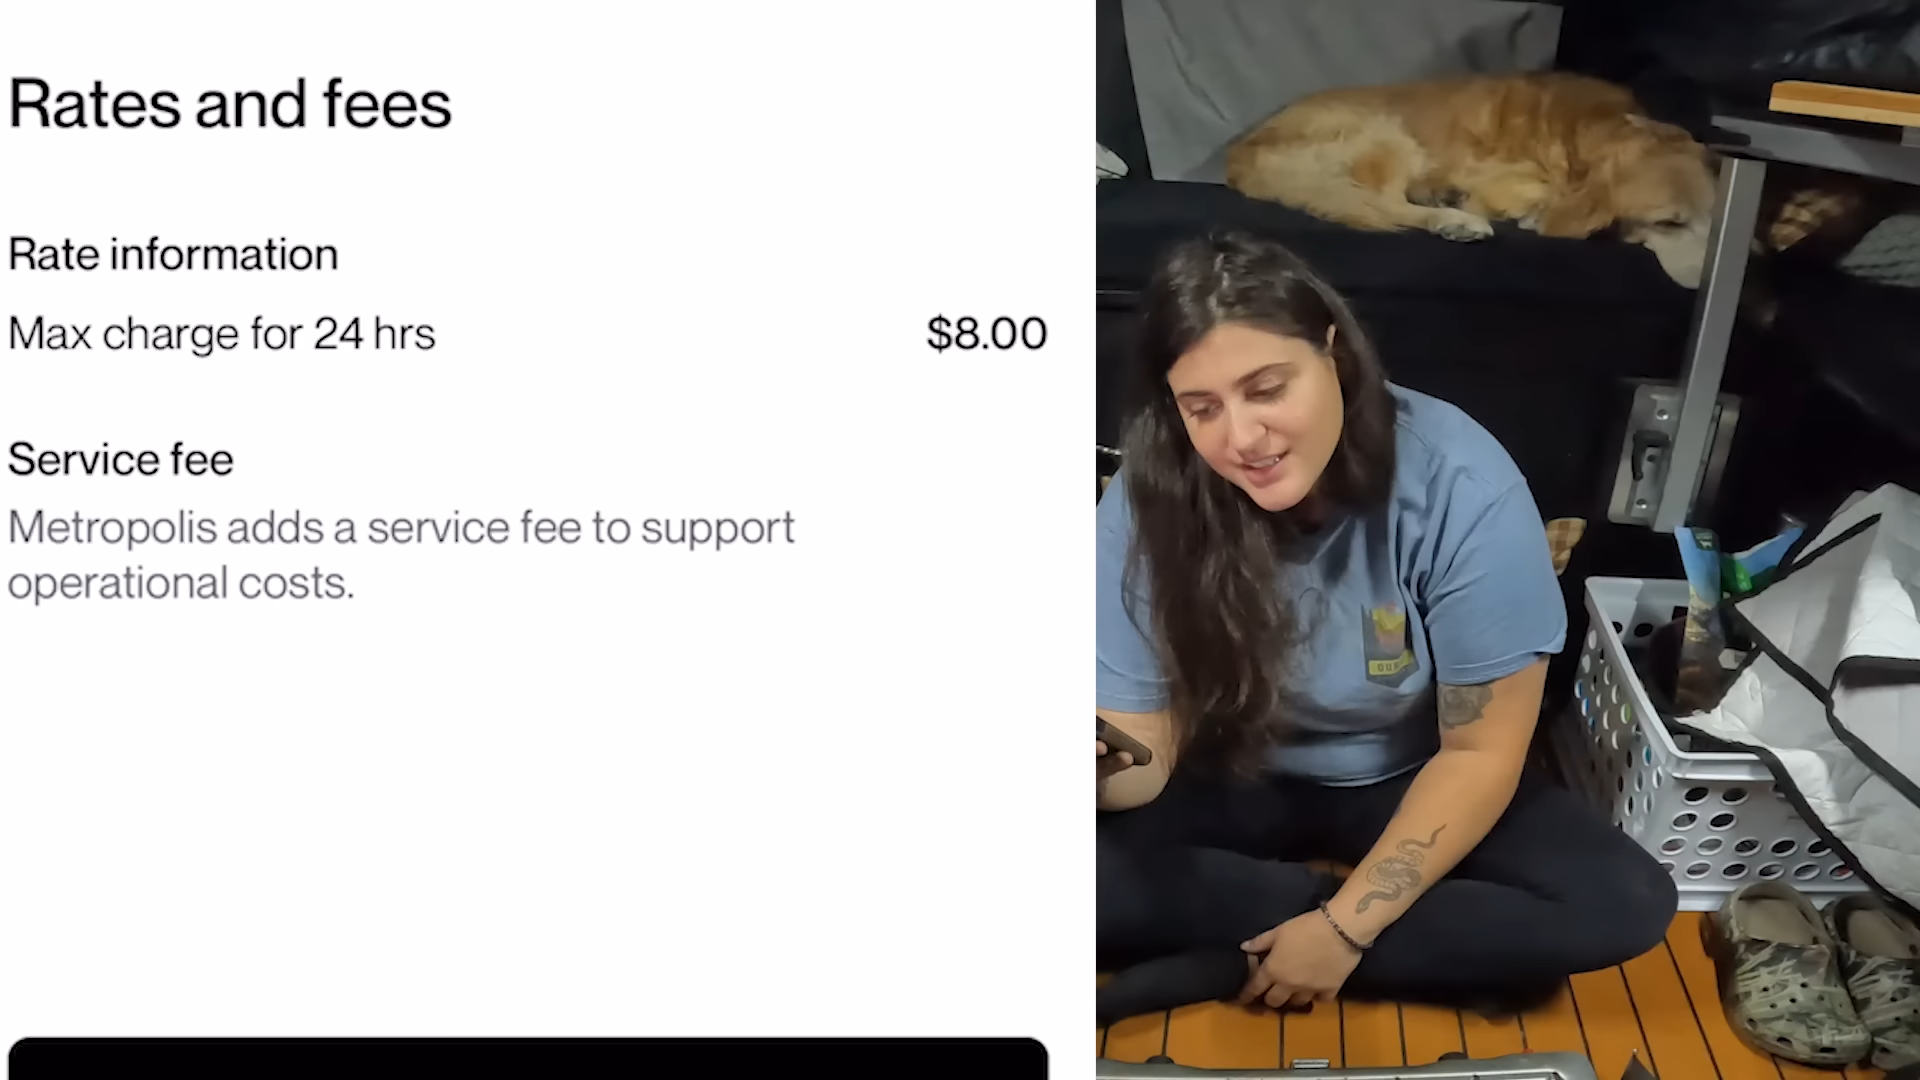 Rates and fees
Rate information
Max charge for 24 hrs $8.00
Service fee
Metropolis adds a service fee to support
operational costs.